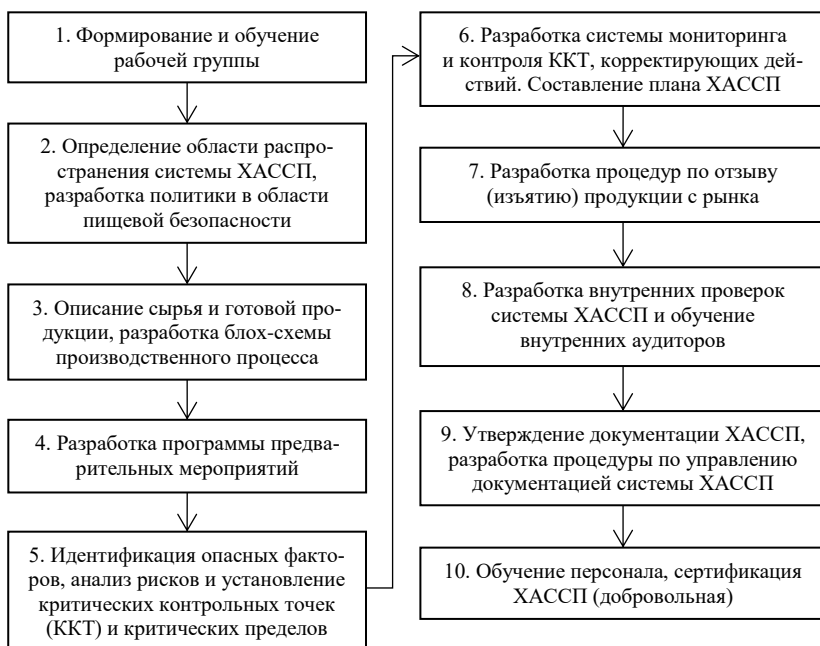 1. Формирование и обучение
рабочей группы
2. Определение области распро-
странения системы ХАССП,
разработка политики в области
пищевой безопасности
3. Описание сырья и готовой про-
дукции, разработка блох-схемы
производственного процесса
4. Разработка программы предва-
рительных мероприятий
5. Идентификация опасных факто-
ров, анализ рисков и установление
критических контрольных точек
(ККТ) и критических пределов
6. Разработка системы мониторинга
и контроля ККТ, корректирующих дей-
ствий. Составление плана ХАССП
7. Разработка процедур по отзыву
(изъятию) продукции с рынка
8. Разработка внутренних проверок
системы ХАССП и обучение
внутренних аудиторов
9. Утверждение документации ХАССП,
разработка процедуры по управлению
документацией системы ХАССП
10. Обучение персонала, сертификация
ХАССП (добровольная)